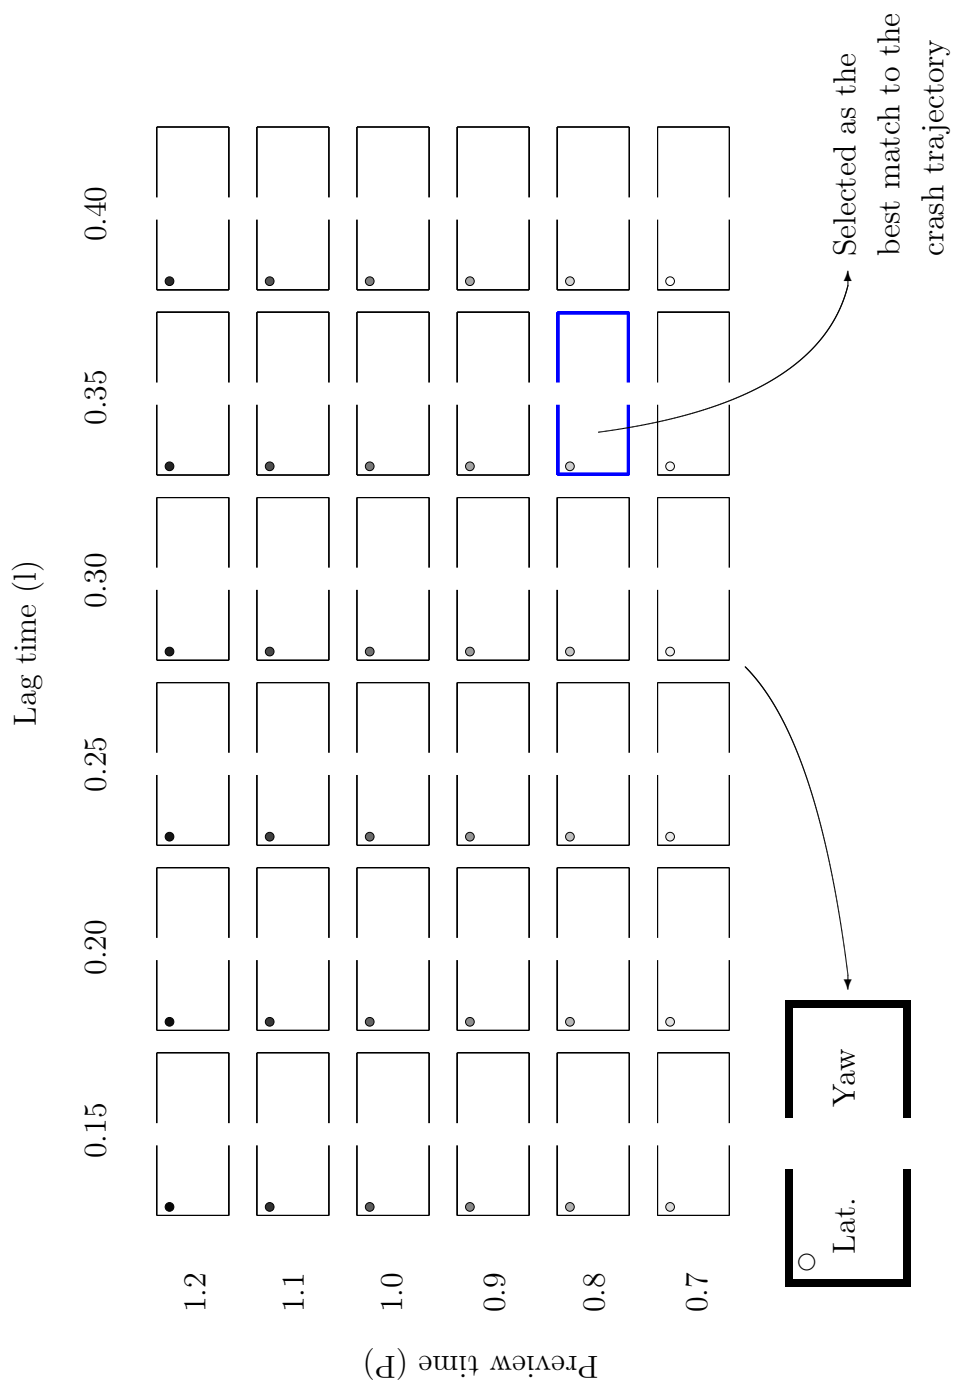 Lag time (l)
0.15
0.20
0.25
0.30
0.35
0.40
Preview time (P)
1.2
1.1
1.0
0.9
0.8
0.7
Lat.
Yaw
Selected as the
best match to the
crash trajectory